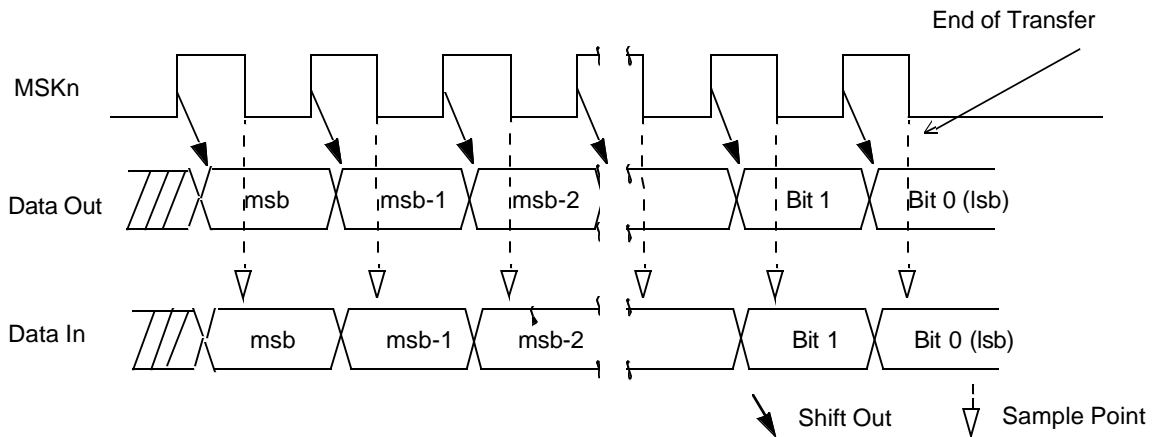 End of Transfer
MSKn
Data Out msb msb-1 msb-2 Bit 1 Bit 0 (lsb)
Data In msb msb-1 msb-2 Bit 1 Bit 0 (lsb)
Shift Out Sample Point